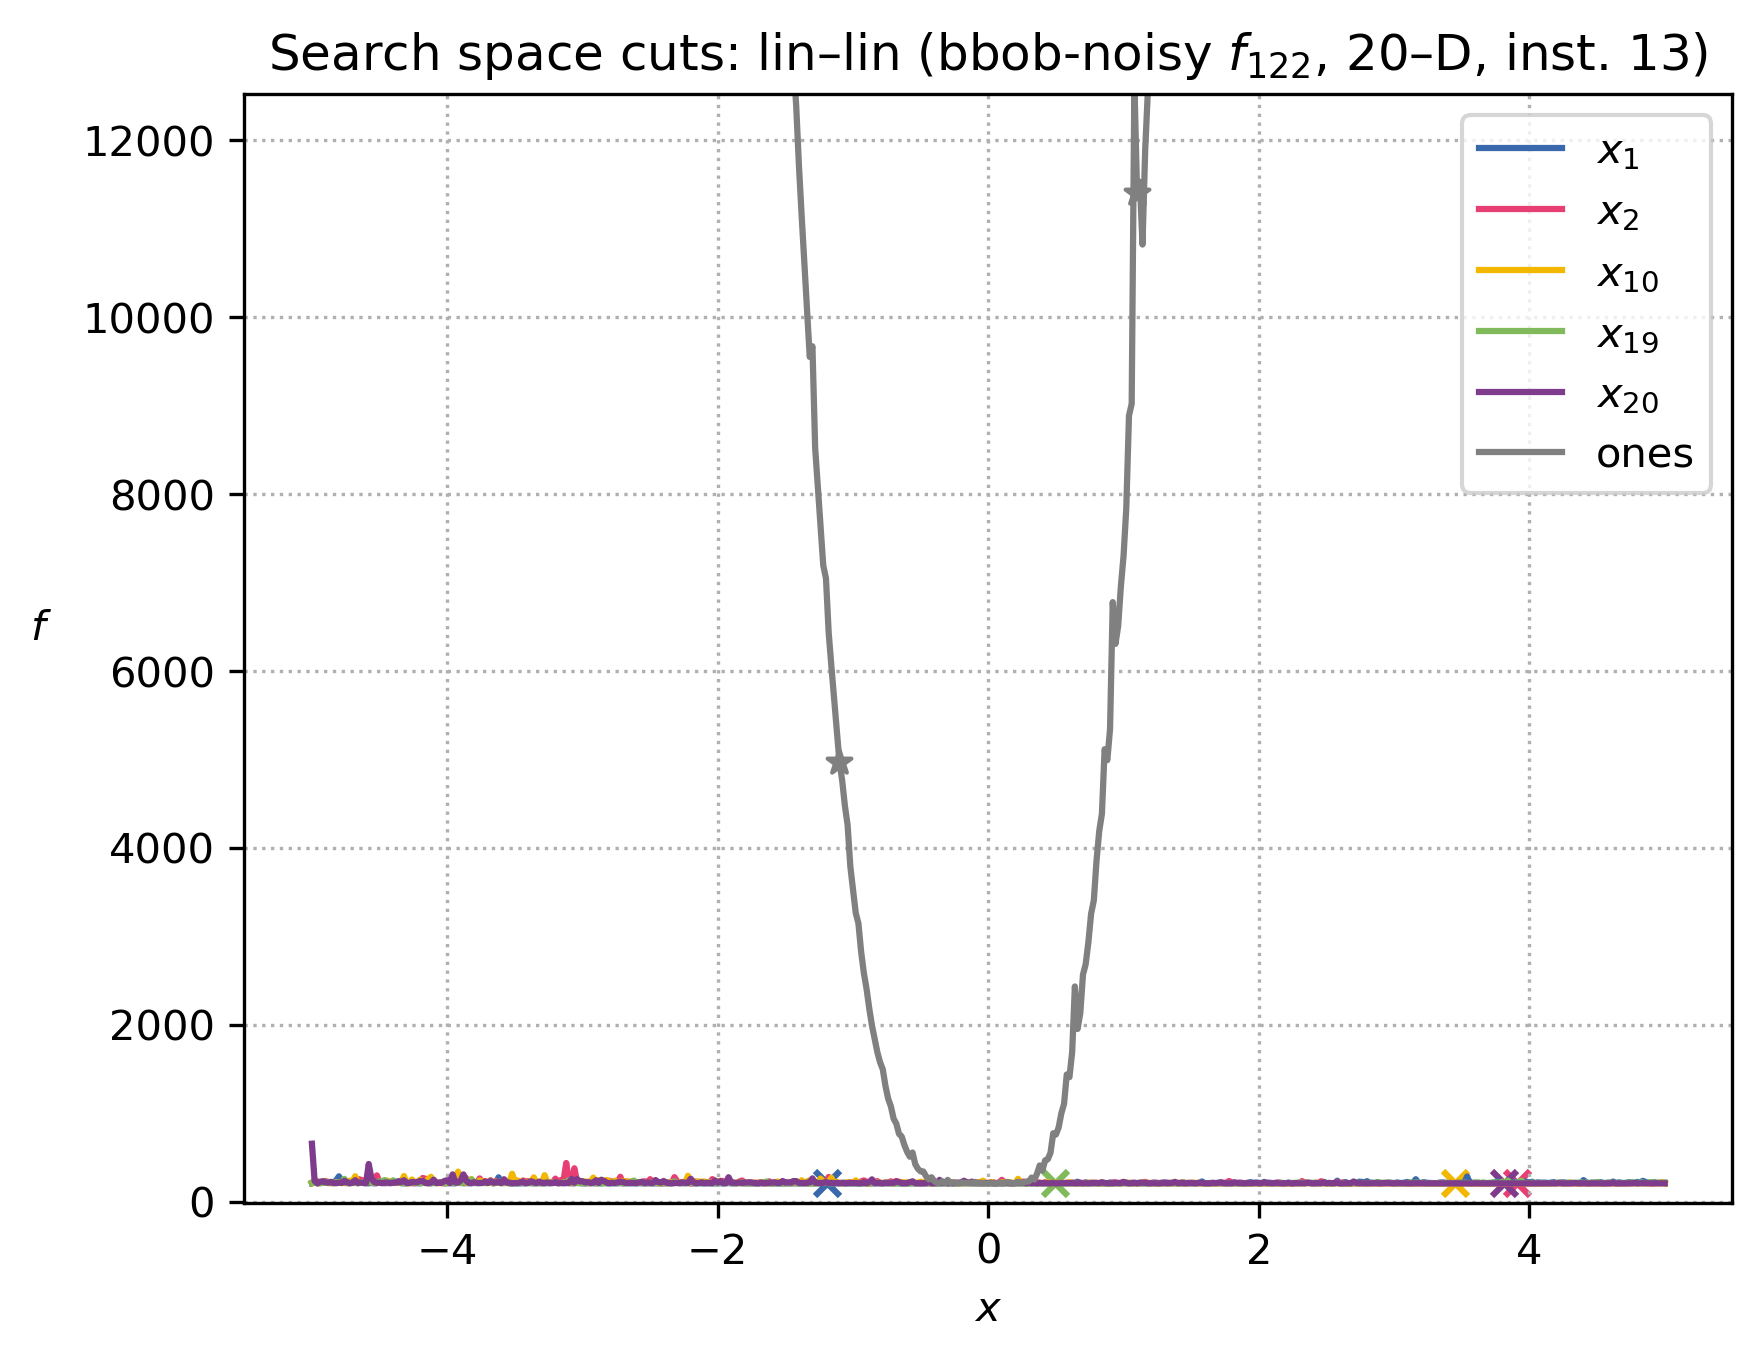 Search space cuts: lin–lin (bbob-noisy f122, 20–D, inst. 13)
12000
10000
8000
6000
4000
2000
0
f
−4
−2
0
2
4
x
x1
x2
x10
x19
x20
ones